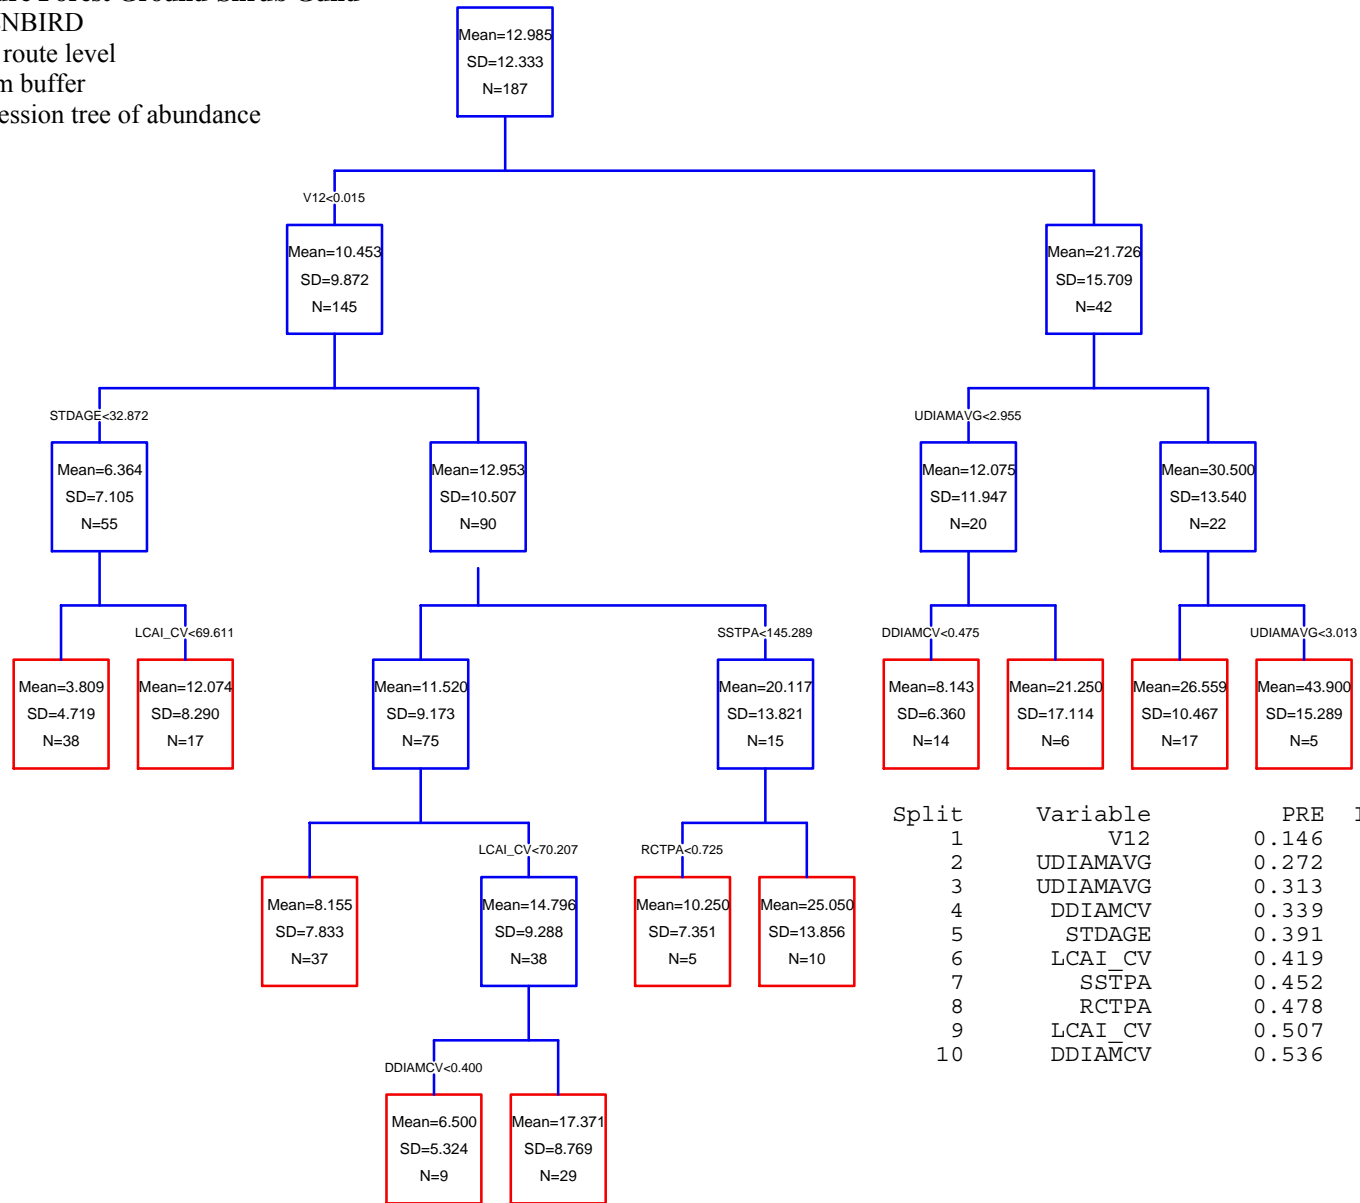 NBIRD
route level
m buffer
ession tree of abundance
Mean=12.985
SD=12.333
N=187
V12<0.015
Mean=10.453
SD=9.872
N=145
Mean=21.726
SD=15.709
N=42
STDAGE<32.872
UDIAMAVG<2.955
Mean=6.364
SD=7.105
N=55
Mean=12.953
SD=10.507
N=90
Mean=12.075
SD=11.947
N=20
Mean=30.500
SD=13.540
N=22
LCAI_CV<69.611
SSTPA<145.289
DDIAMCV<0.475
UDIAMAVG<3.013
Mean=3.809
SD=4.719
N=38
Mean=12.074
SD=8.290
N=17
Mean=11.520
SD=9.173
N=75
Mean=20.117
SD=13.821
N=15
Mean=8.143
SD=6.360
N=14
Mean=21.250
SD=17.114
N=6
Mean=26.559
SD=10.467
N=17
Mean=43.900
SD=15.289
N=5
LCAI_CV<70.207
RCTPA<0.725
Mean=8.155
SD=7.833
N=37
Mean=14.796
SD=9.288
N=38
Mean=10.250
SD=7.351
N=5
Mean=25.050
SD=13.856
N=10
DDIAMCV<0.400
Mean=6.500
SD=5.324
N=9
Mean=17.371
SD=8.769
N=29
Split Variable PRE
1 V12 0.146
2 UDIAMAVG 0.272
3 UDIAMAVG 0.313
4 DDIAMCV 0.339
5 STDAGE 0.391
6 LCAI_CV 0.419
7 SSTPA 0.452
8 RCTPA 0.478
9 LCAI_CV 0.507
10 DDIAMCV 0.536